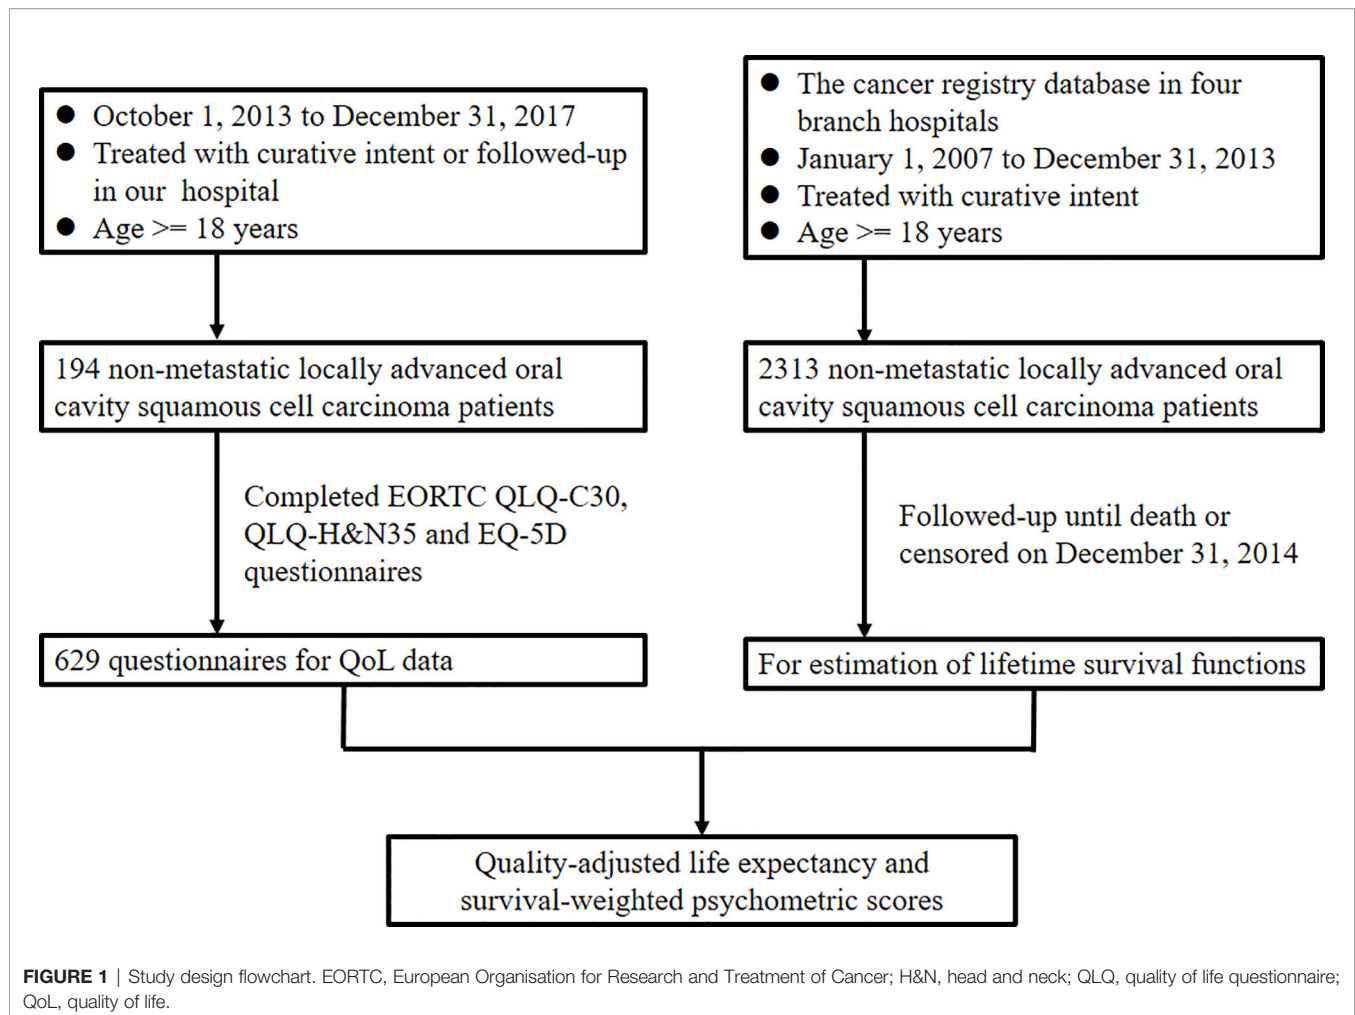 ● October 1, 2013 to December 31, 2017
● Treated with curative intent or followed-up
in our hospital
● Age >= 18 years
● The cancer registry database in four
branch hospitals
● January 1, 2007 to December 31, 2013
● Treated with curative intent
● Age >= 18 years
194 non-metastatic locally advanced oral
cavity squamous cell carcinoma patients
2313 non-metastatic locally advanced oral
cavity squamous cell carcinoma patients
Completed EORTC QLQ-C30,
QLQ-H&N35 and EQ-5D
questionnaires
Followed-up until death or
censored on December 31, 2014
629 questionnaires for QoL data
For estimation of lifetime survival functions
Quality-adjusted life expectancy and
survival-weighted psychometric scores
FIGURE 1 | Study design flowchart. EORTC, European Organisation for Research and Treatment of Cancer; H&N, head and neck; QLQ, quality of life questionnaire;
QoL, quality of life.